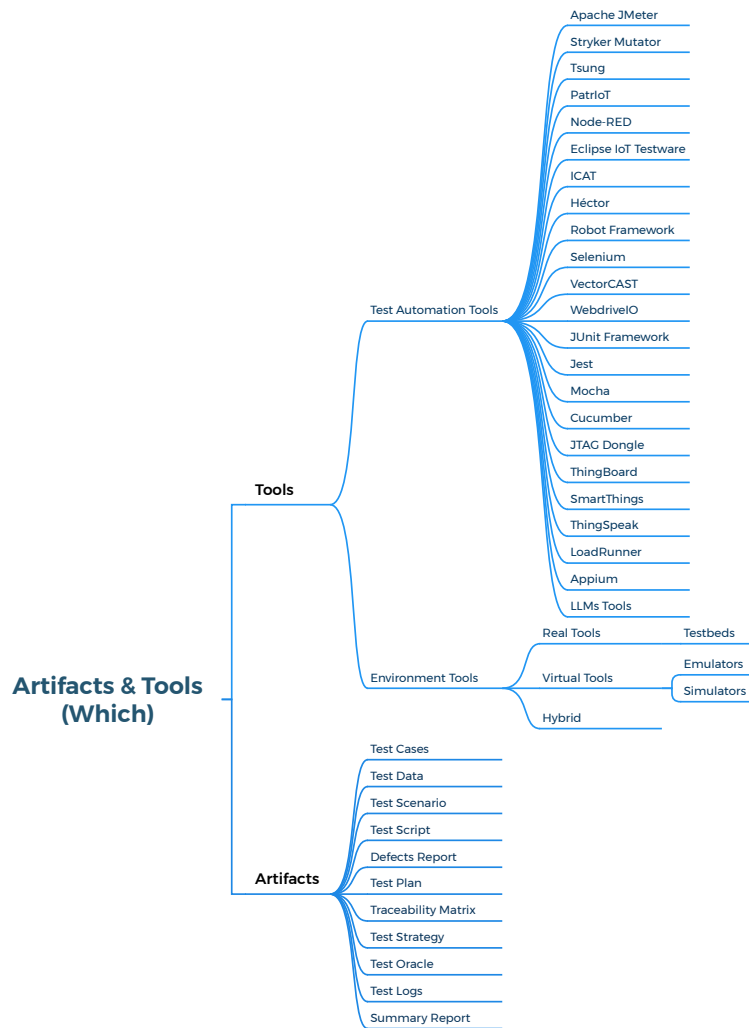 Apache JMeter
Stryker Mutator
Tsung
PatrIoT
Node-RED
Eclipse IoT Testware
ICAT
Héctor
Robot Framework
Selenium
VectorCAST
WebdriveIO
JUnit Framework
Jest
Mocha
Cucumber
JTAG Dongle
ThingBoard
SmartThings
ThingSpeak
LoadRunner
Appium
LLMs Tools
Test Automation Tools
Tools
Real Tools
Testbeds
Environment Tools
Virtual Tools
Emulators
Simulators
Hybrid
Artifacts & Tools
(Which)
Test Cases
Test Data
Test Scenario
Test Script
Defects Report
Artifacts
Test Plan
Traceability Matrix
Test Strategy
Test Oracle
Test Logs
Summary Report